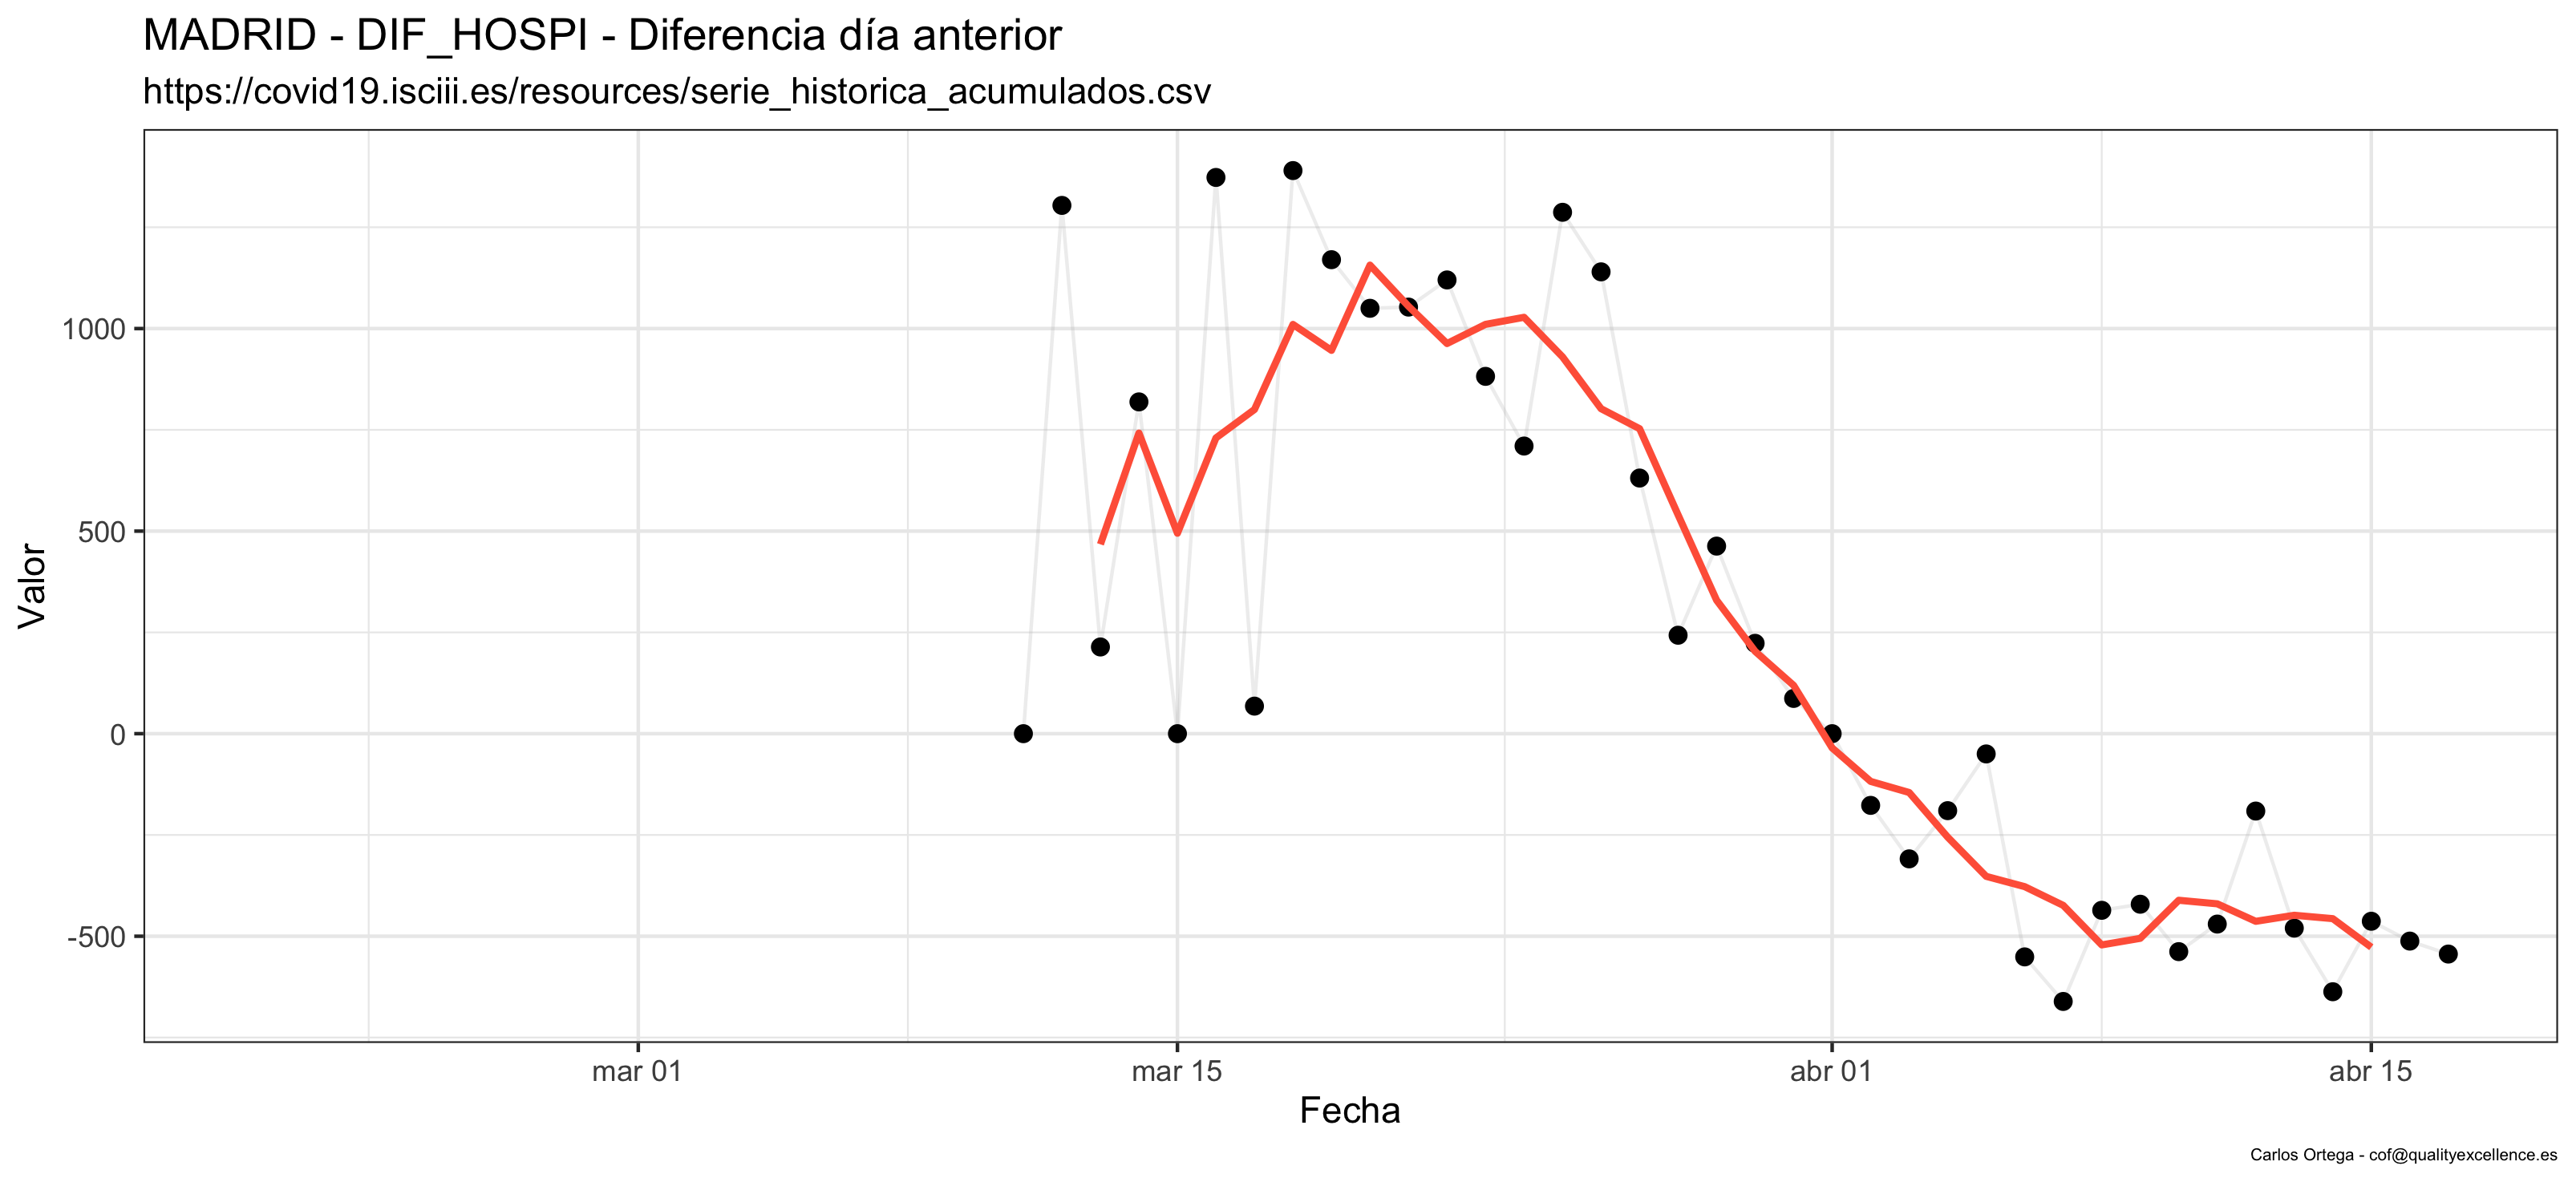 MADRID - DIF_HOSPI - Diferencia día anterior
https://covid19.isciii.es/resources/serie_historica_acumulados.csv
Valor
1000
500
0
-500
mar 01
mar 15
abr 01
abr 15
Fecha
Carlos Ortega - cof@qualityexcellence.es